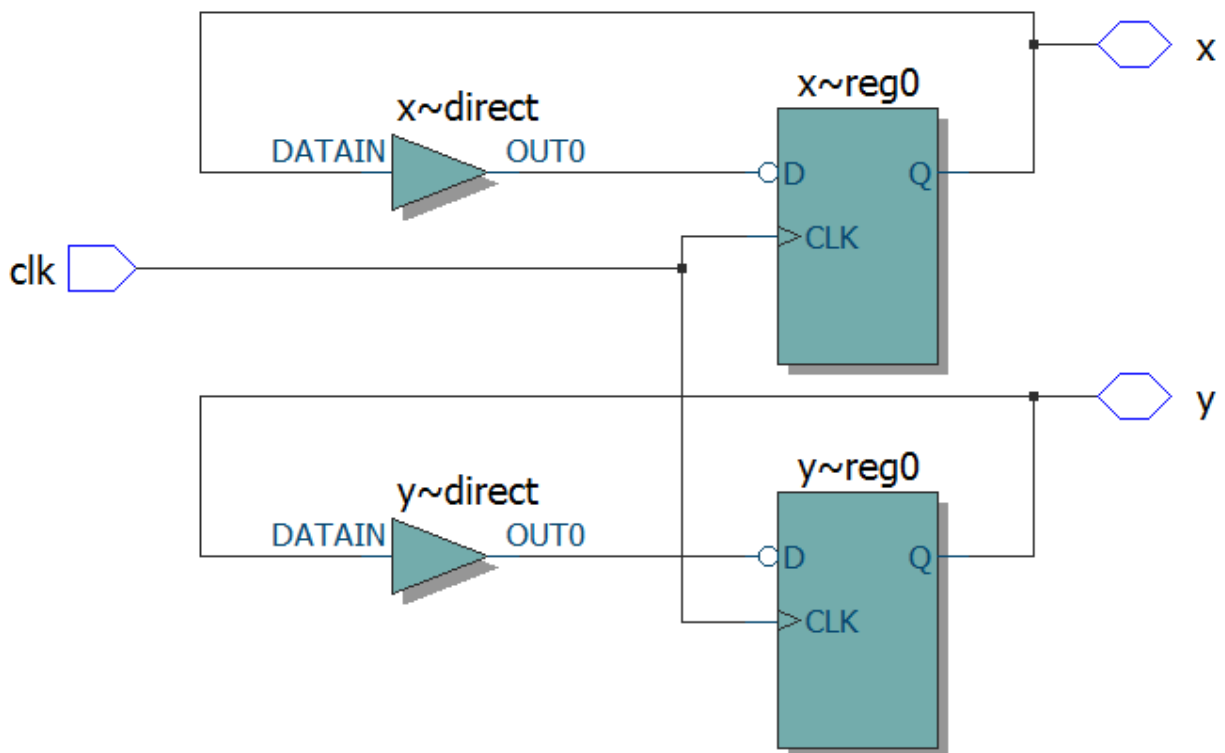 x
x~reg0
x~direct
DATAIN
OUT0
D
Q
CLK
clk
y
y~reg0
y~direct
DATAIN
OUT0
D
Q
CLK